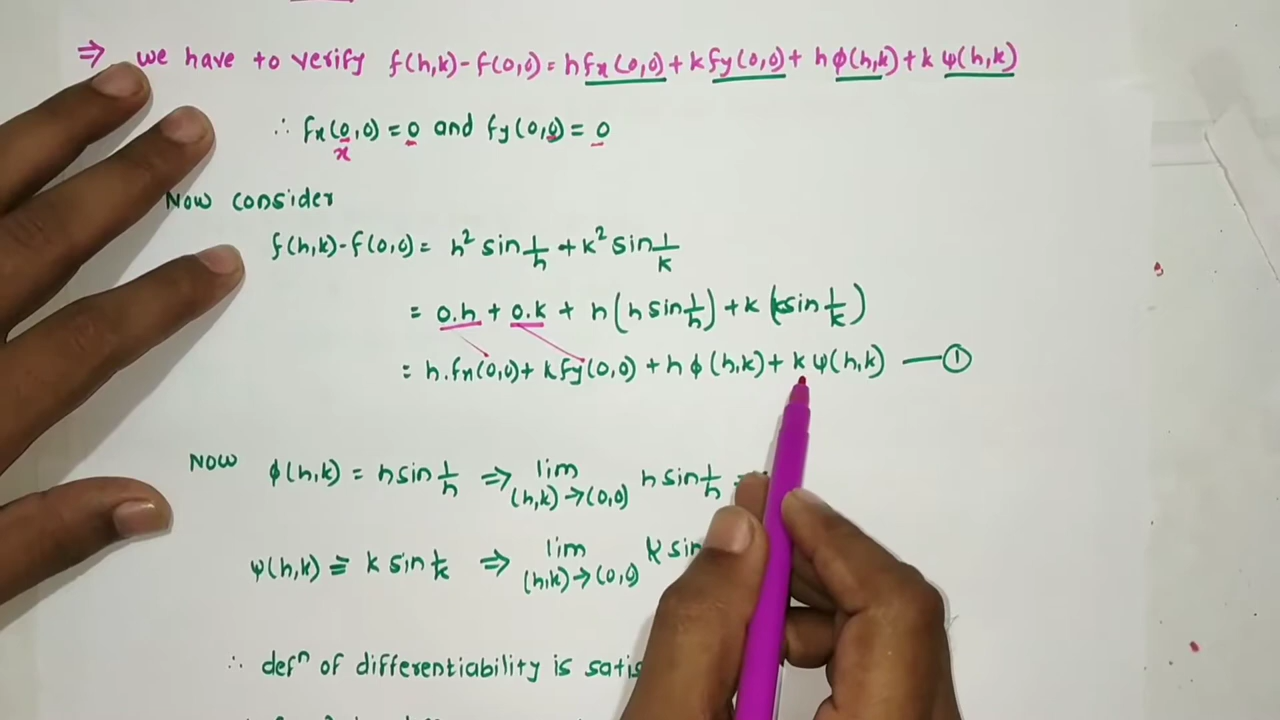 ⇒ we have to verify f(h,k)-f(0,0) = h fx(0,0) + k fy(0,0) + h ϕ(h,k) + k ψ(h,k)
∴ fx(0,0) = 0 and fy(0,0) = 0
x
Now consider
f(h,k)-f(0,0) = h² sin 1/h + k² sin 1/k
= 0.h + 0.k + h (h sin 1/h) + k (k sin 1/k)
= h.fx(0,0) + k fy(0,0) + h ϕ(h,k) + k ψ(h,k) — ①
Now ϕ(h,k) = h sin 1/h ⇒ lim (h,k)→(0,0) h sin 1/h
ψ(h,k) = k sin 1/k ⇒ lim (h,k)→(0,0) k sin
∴ defⁿ of differentiability is